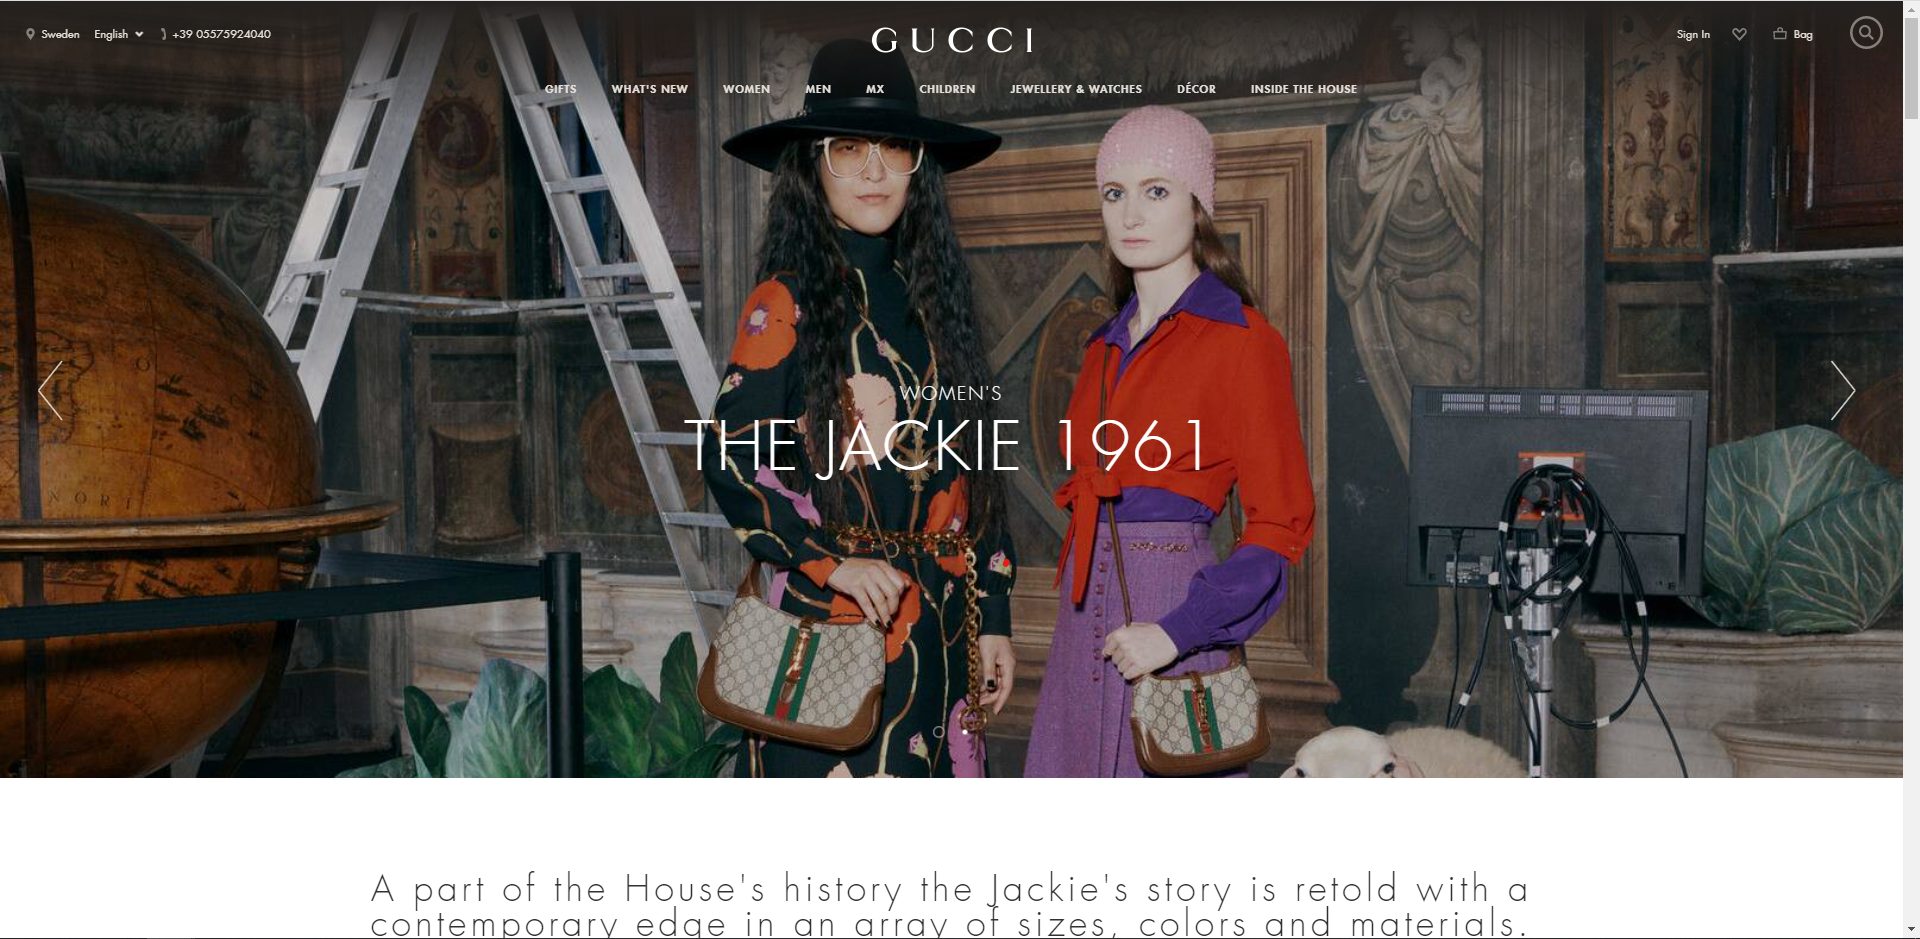 Sweden English +39 05575924040
GUCCI
Sign In Bag
GIFTS WHAT'S NEW WOMEN MEN MX CHILDREN JEWELLERY & WATCHES DÉCOR INSIDE THE HOUSE
WOMEN'S
THE JACKIE 1961
NORI
A part of the House's history the Jackie's story is retold with a
contemporary edge in an array of sizes, colors and materials.